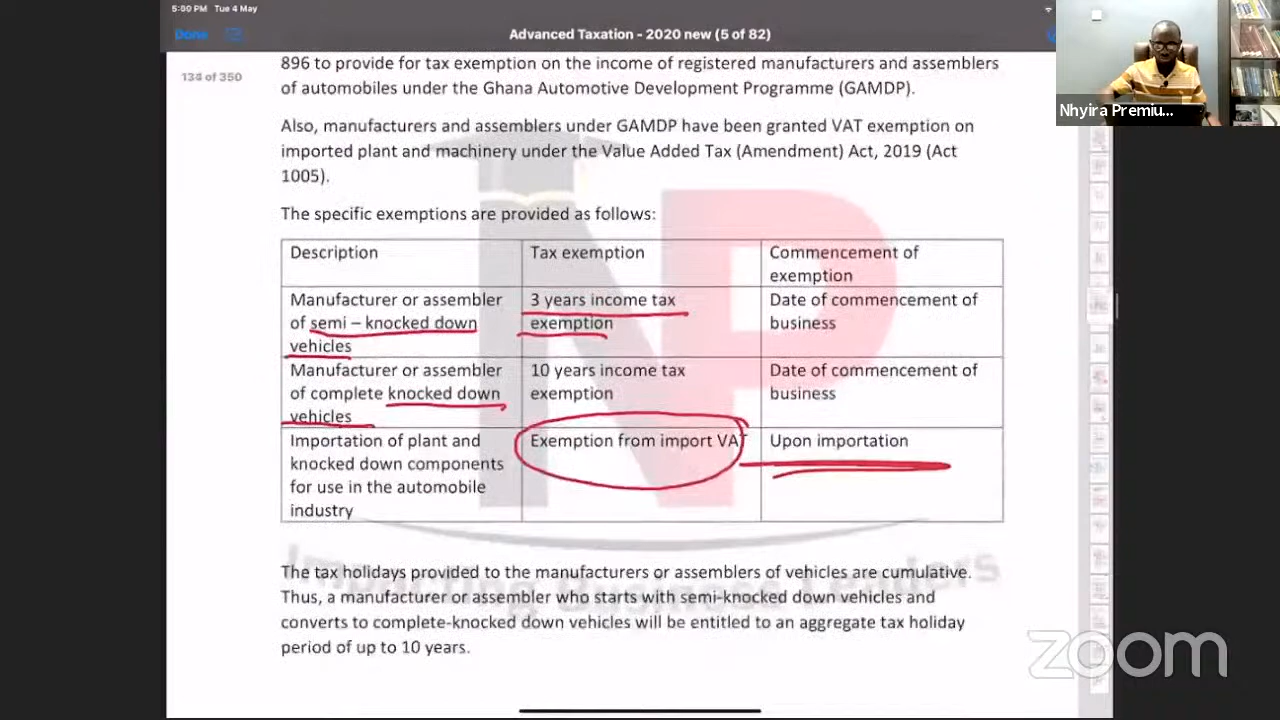 5:00 PM Tue 4 May
Done
Advanced Taxation - 2020 new (5 of 82)
Nhyira Premiu...
134 of 350
896 to provide for tax exemption on the income of registered manufacturers and assemblers
of automobiles under the Ghana Automotive Development Programme (GAMDP).
Also, manufacturers and assemblers under GAMDP have been granted VAT exemption on
imported plant and machinery under the Value Added Tax (Amendment) Act, 2019 (Act
1005).
The specific exemptions are provided as follows:
Description
Tax exemption
Commencement of
exemption
Manufacturer or assembler
of semi – knocked down
vehicles
3 years income tax
exemption
Date of commencement of
business
Manufacturer or assembler
of complete knocked down
vehicles
10 years income tax
exemption
Date of commencement of
business
Importation of plant and
knocked down components
for use in the automobile
industry
Exemption from import VAT
Upon importation
The tax holidays provided to the manufacturers or assemblers of vehicles are cumulative.
Thus, a manufacturer or assembler who starts with semi-knocked down vehicles and
converts to complete-knocked down vehicles will be entitled to an aggregate tax holiday
period of up to 10 years.
zoom